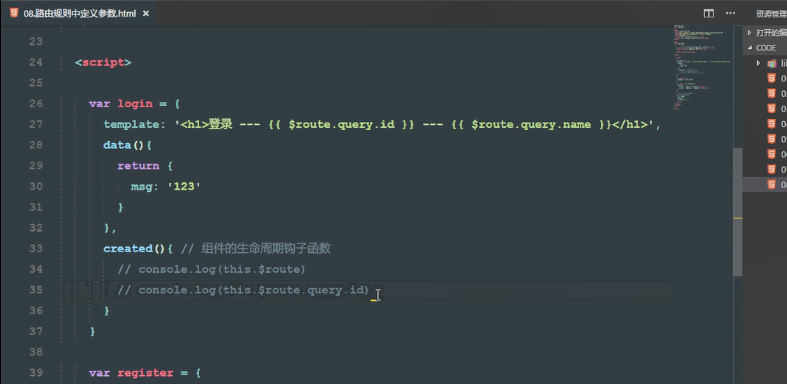 08.路由规则中定义参数.html ×
资源管理
打开的编
CODE
23
24 <script>
25
26 var login = {
27 template: '<h1>登录 --- {{ $route.query.id }} --- {{ $route.query.name }}</h1>',
28 data(){
29 return {
30 msg: '123'
31 }
32 },
33 created(){ // 组件的生命周期钩子函数
34 // console.log(this.$route)
35 // console.log(this.$route.query.id)
36 }
37 }
38
39 var register = {